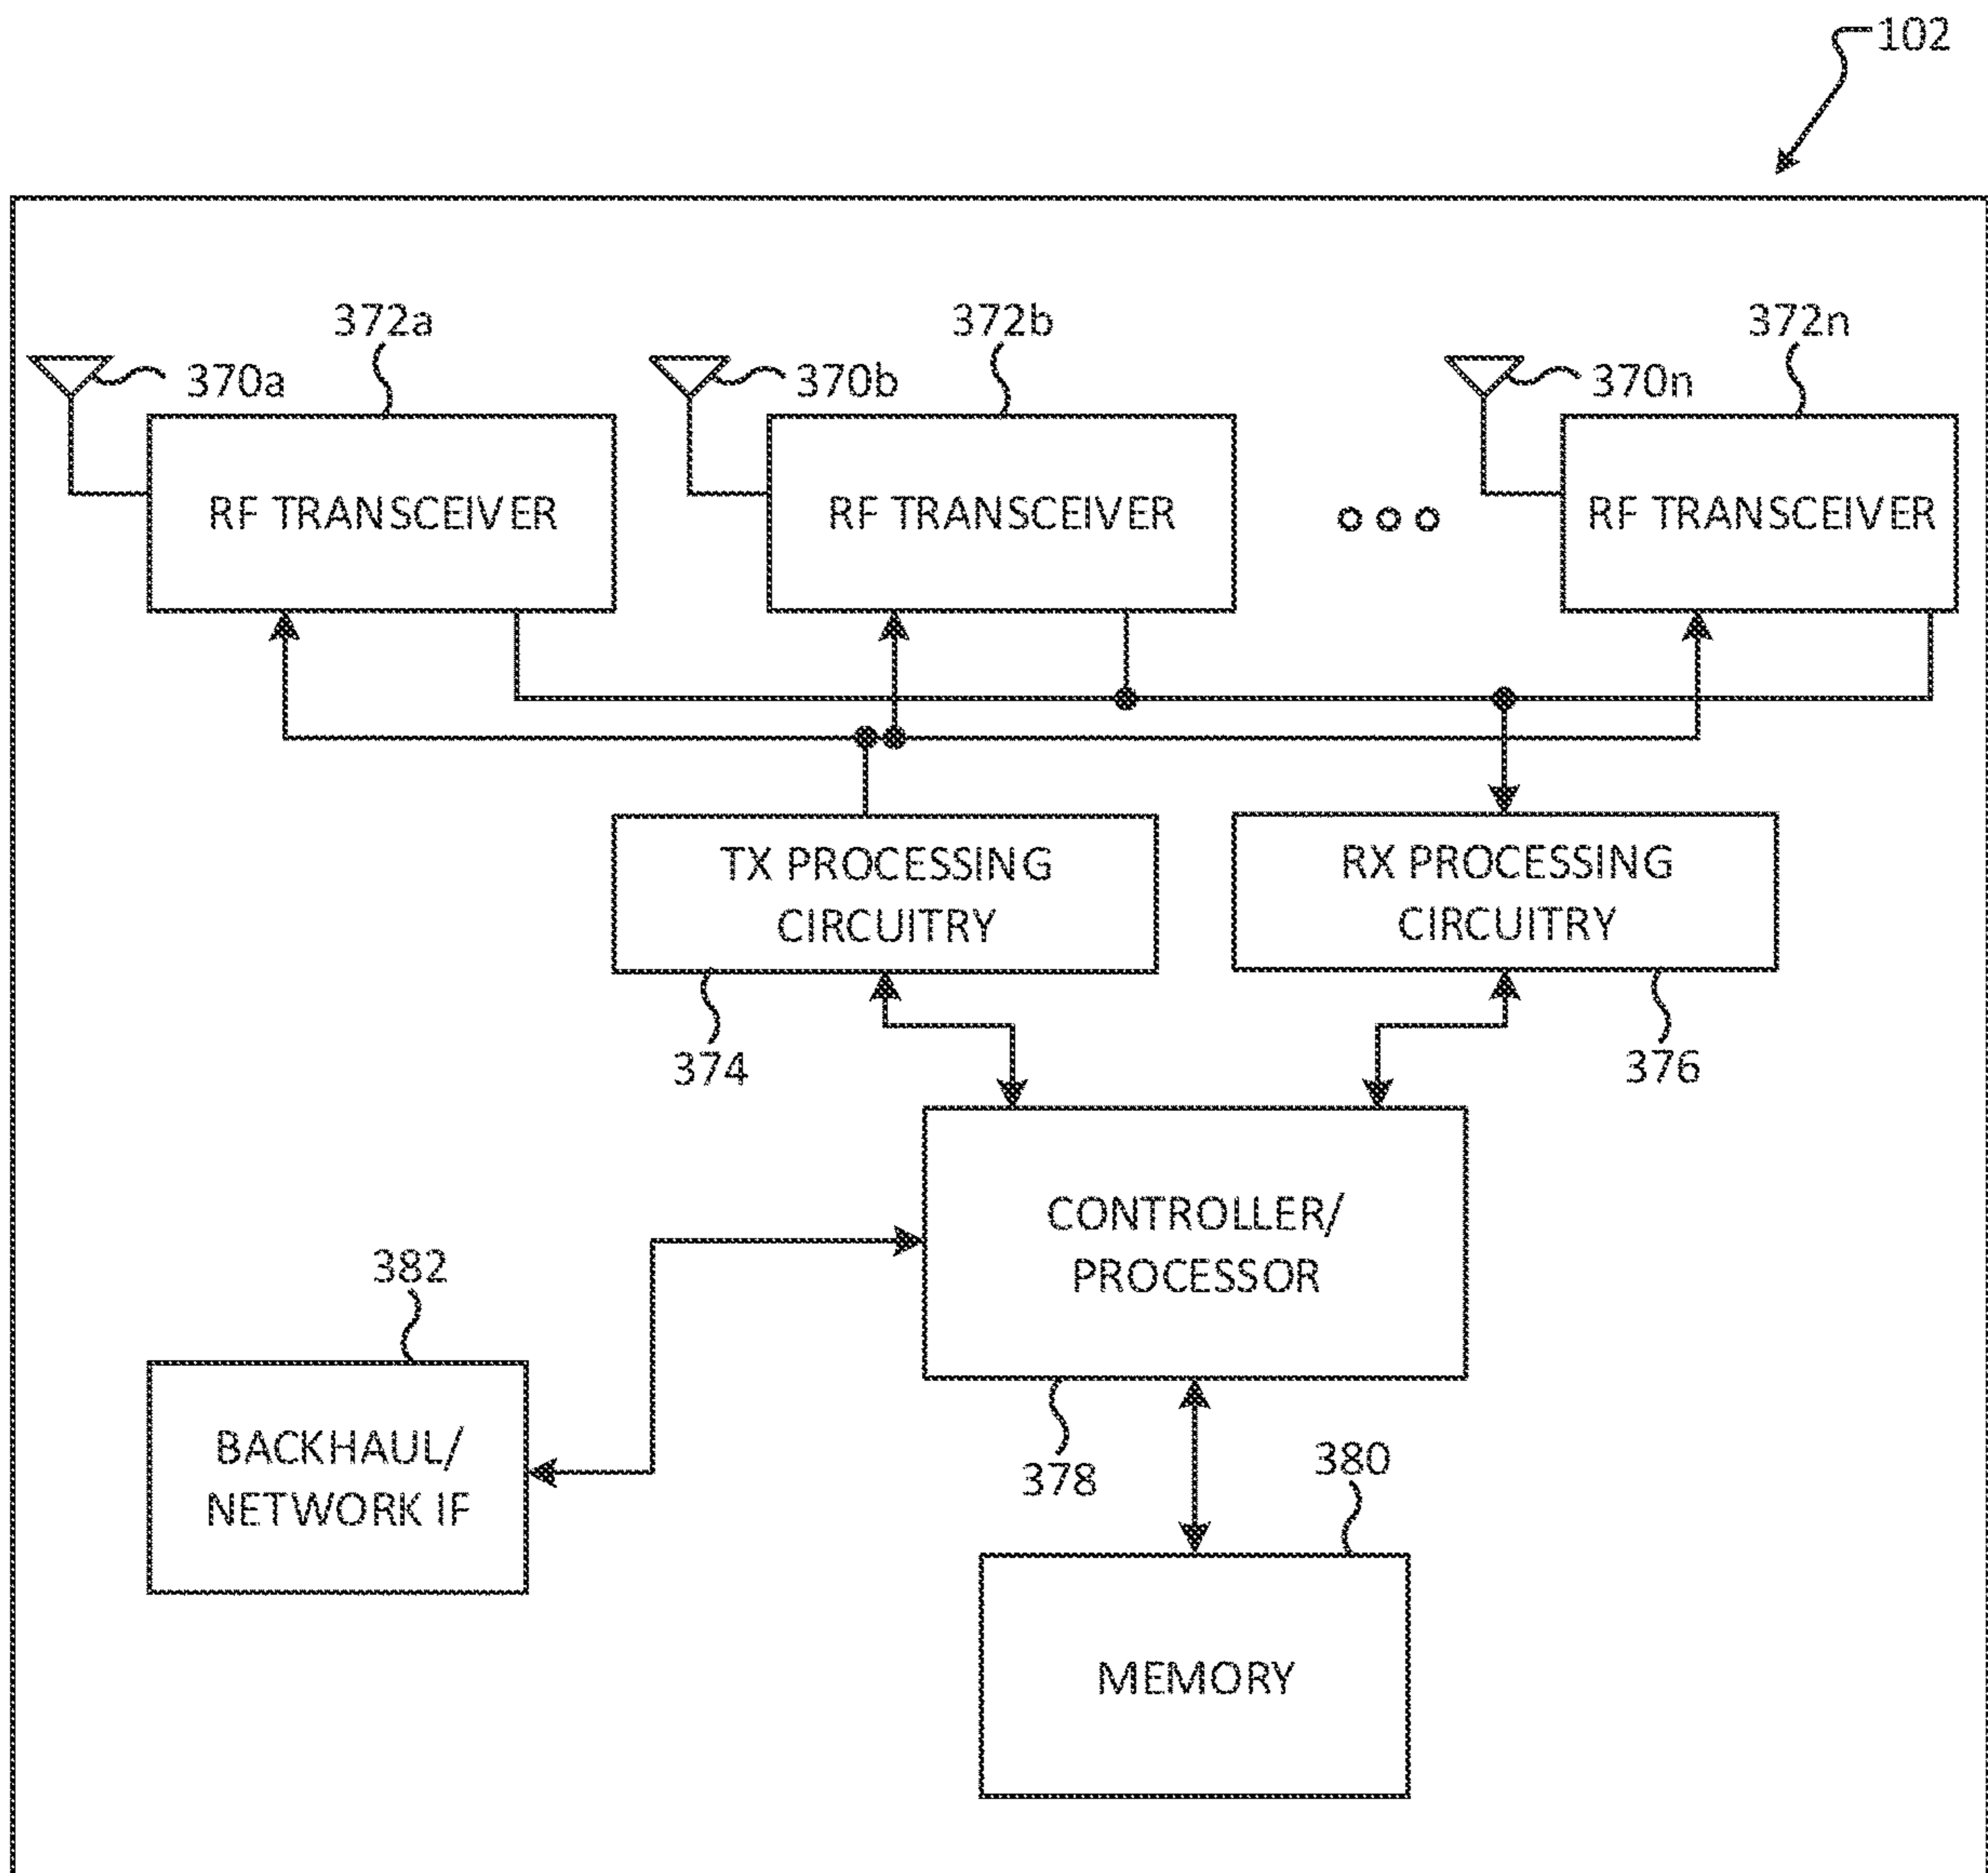 102
372a
372b
372n
370a
370b
370n
RF TRANSCEIVER
RF TRANSCEIVER
RF TRANSCEIVER
TX PROCESSING
CIRCUITRY
RX PROCESSING
CIRCUITRY
374
376
CONTROLLER/
PROCESSOR
382
BACKHAUL/
NETWORK IF
378
380
MEMORY